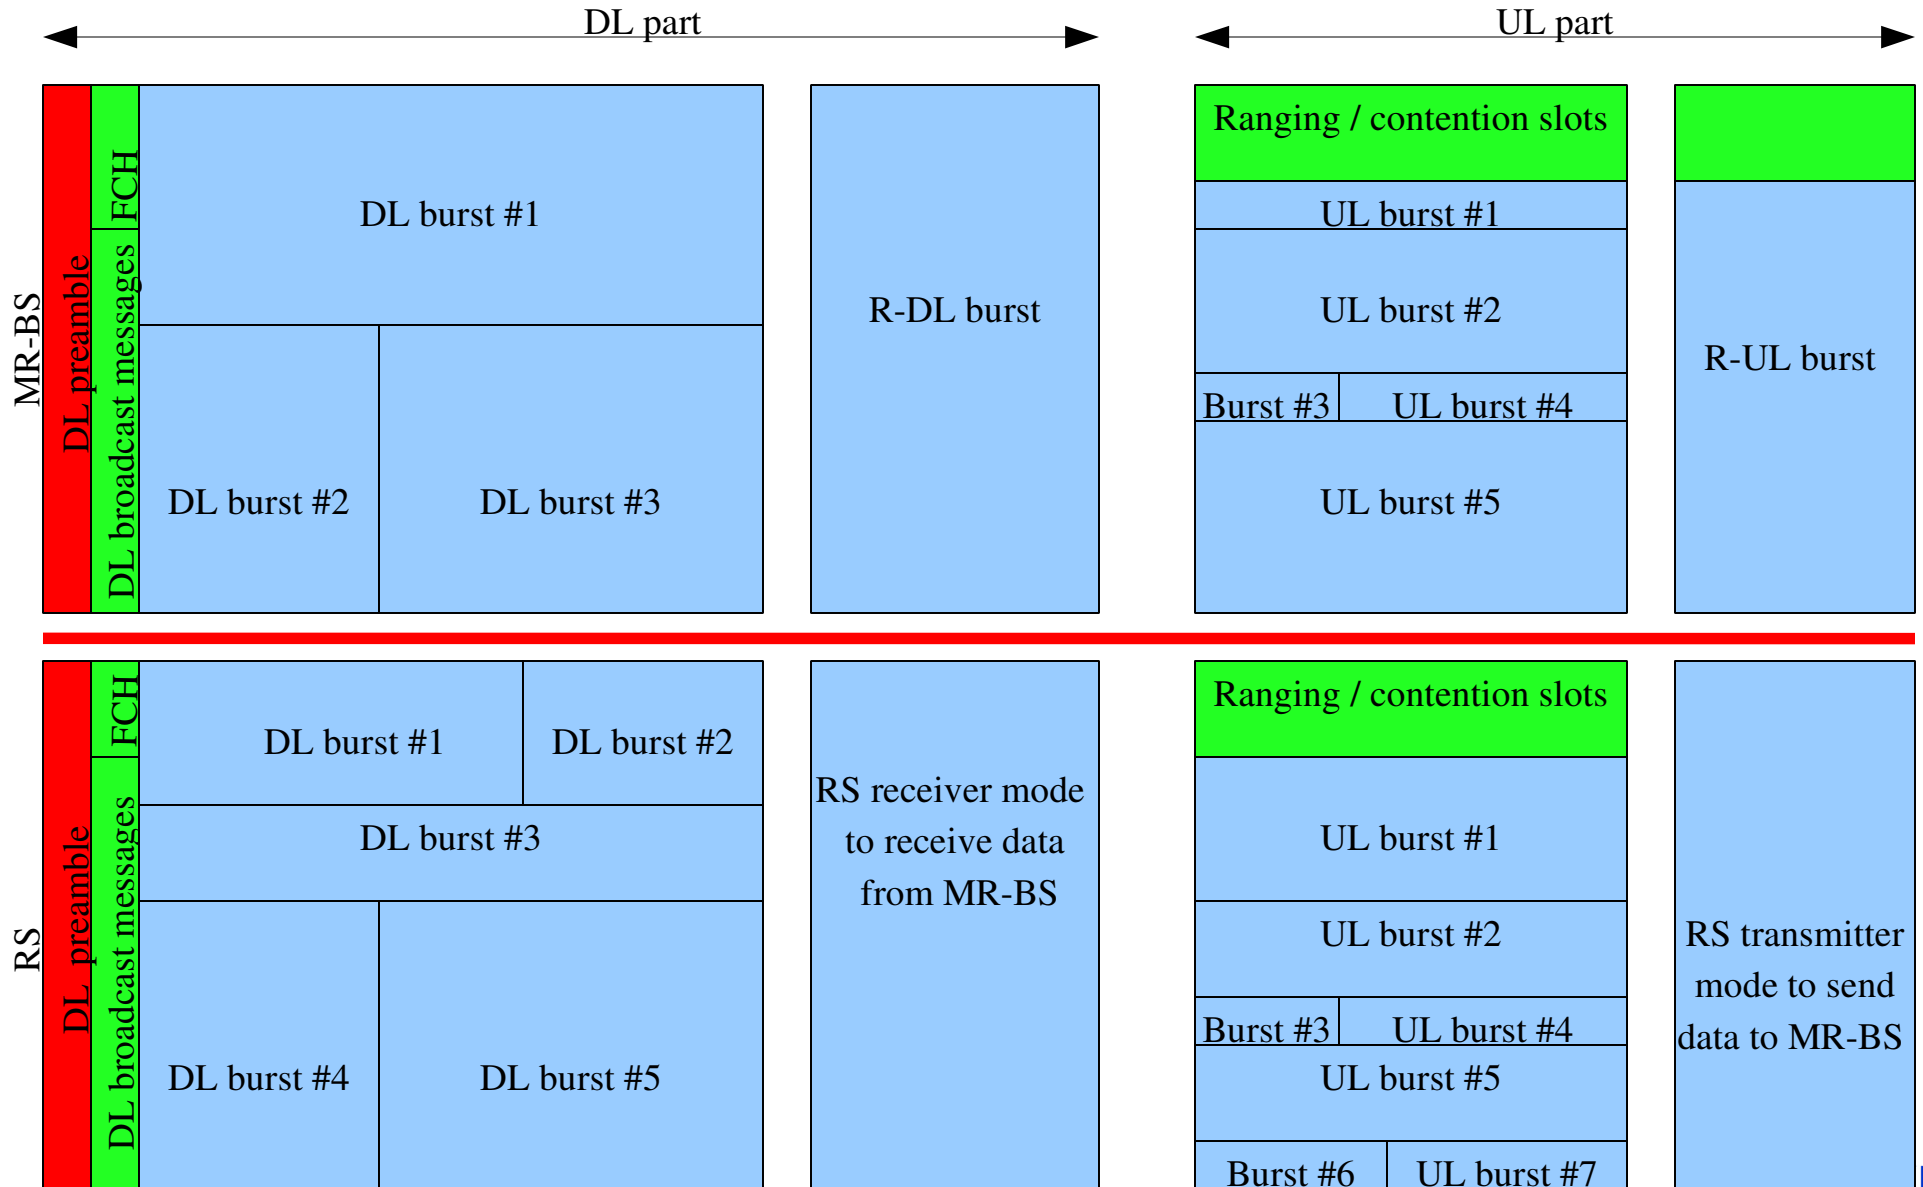 DL part
UL part
MR-BS
DL preamble
FCH
DL broadcast messages
DL burst #1
DL burst #2
DL burst #3
R-DL burst
Ranging / contention slots
UL burst #1
UL burst #2
Burst #3
UL burst #4
UL burst #5
R-UL burst
RS
DL preamble
FCH
DL broadcast messages
DL burst #1
DL burst #2
DL burst #3
DL burst #4
DL burst #5
RS receiver mode
to receive data
from MR-BS
Ranging / contention slots
UL burst #1
UL burst #2
Burst #3
UL burst #4
UL burst #5
Burst #6
UL burst #7
RS transmitter
mode to send
data to MR-BS